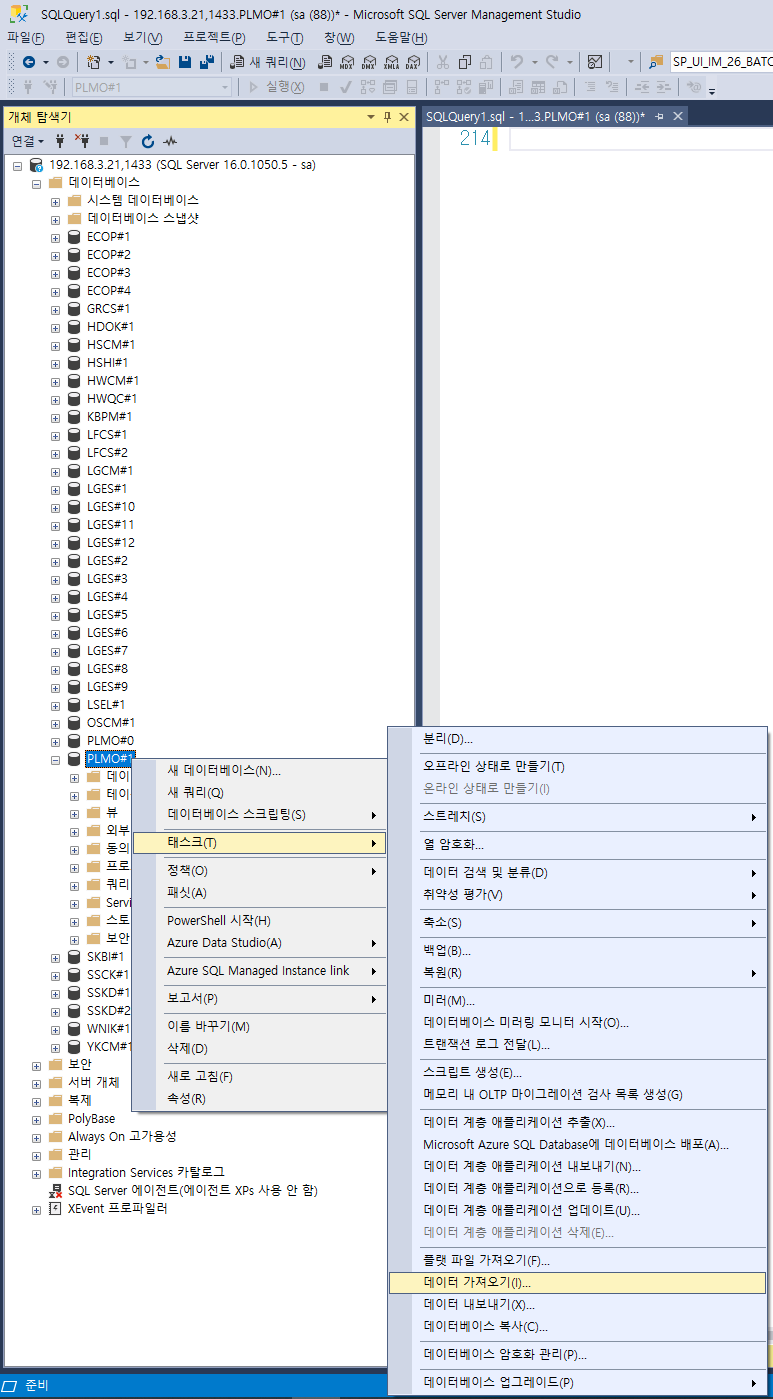 SQLQuery1.sql - 192.168.3.21,1433.PLMO#1 (sa (88))* - Microsoft SQL Server Management Studio
파일(F) 편집(E) 보기(V) 프로젝트(P) 도구(T) 창(W) 도움말(H)
새 쿼리(N) MDX DMX XMLA DAX SP_UI_IM_26_BATC
PLMO#1 실행(X)
개체 탐색기
SQLQuery1.sql - 1...3.PLMO#1 (sa (88))*
연결
214
192.168.3.21,1433 (SQL Server 16.0.1050.5 - sa)
데이터베이스
시스템 데이터베이스
데이터베이스 스냅샷
ECOP#1
ECOP#2
ECOP#3
ECOP#4
GRCS#1
HDOK#1
HSCM#1
HSHI#1
HWCM#1
HWQC#1
KBPM#1
LFCS#1
LFCS#2
LGCM#1
LGES#1
LGES#10
LGES#11
LGES#12
LGES#2
LGES#3
LGES#4
LGES#5
LGES#6
LGES#7
LGES#8
LGES#9
LSEL#1
OSCM#1
PLMO#0
PLMO#1
데이
테이
뷰
외부
동의
프로
쿼리
Servi
스토
보안
SKBI#1
SSCK#1
SSKD#1
SSKD#2
WNIK#1
YKCM#1
보안
서버 개체
복제
PolyBase
Always On 고가용성
관리
Integration Services 카탈로그
SQL Server 에이전트(에이전트 XPs 사용 안 함)
XEvent 프로파일러
새 데이터베이스(N)...
새 쿼리(Q)
데이터베이스 스크립팅(S)
태스크(T)
정책(O)
패싯(A)
PowerShell 시작(H)
Azure Data Studio(A)
Azure SQL Managed Instance link
보고서(P)
이름 바꾸기(M)
삭제(D)
새로 고침(F)
속성(R)
분리(D)...
오프라인 상태로 만들기(T)
온라인 상태로 만들기(I)
스트레치(S)
열 암호화...
데이터 검색 및 분류(D)
취약성 평가(V)
축소(S)
백업(B)...
복원(R)
미러(M)...
데이터베이스 미러링 모니터 시작(O)...
트랜잭션 로그 전달(L)...
스크립트 생성(E)...
메모리 내 OLTP 마이그레이션 검사 목록 생성(G)
데이터 계층 애플리케이션 추출(X)...
Microsoft Azure SQL Database에 데이터베이스 배포(A)...
데이터 계층 애플리케이션 내보내기(N)...
데이터 계층 애플리케이션으로 등록(R)...
데이터 계층 애플리케이션 업데이트(U)...
데이터 계층 애플리케이션 삭제(E)...
플랫 파일 가져오기(F)...
데이터 가져오기(I)...
데이터 내보내기(X)...
데이터베이스 복사(C)...
데이터베이스 암호화 관리(P)...
데이터베이스 업그레이드(P)
준비